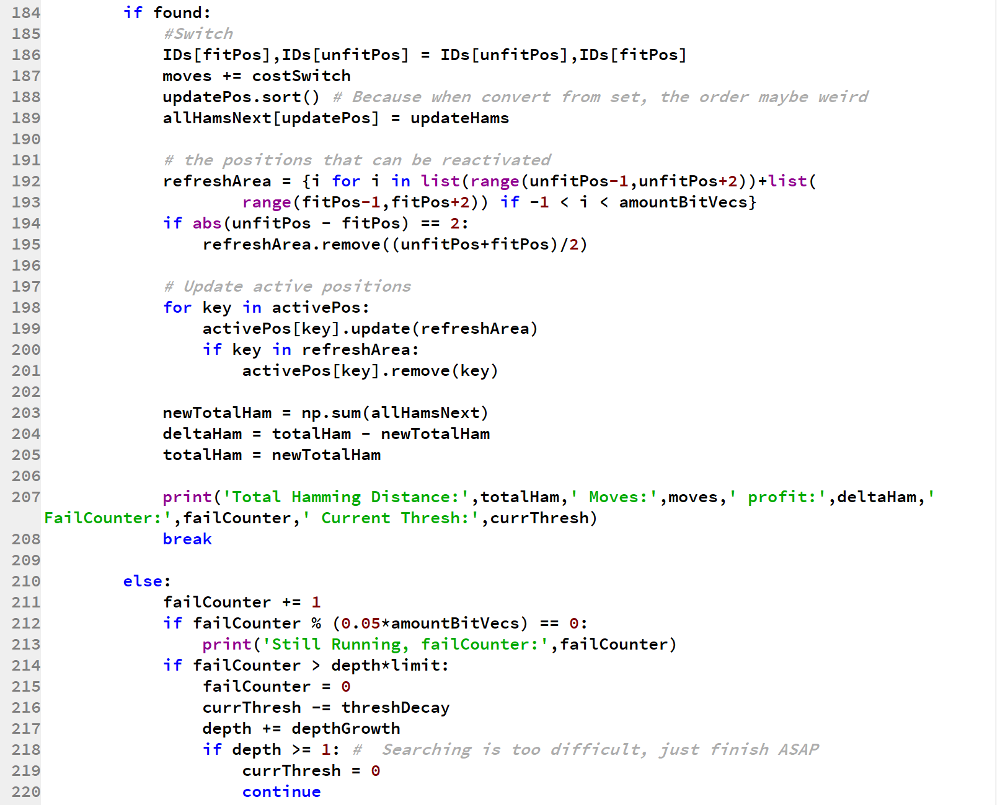 184 if found:
185 #Switch
186 IDs[fitPos],IDs[unfitPos] = IDs[unfitPos],IDs[fitPos]
187 moves += costSwitch
188 updatePos.sort() # Because when convert from set, the order maybe weird
189 allHamsNext[updatePos] = updateHams
190
191 # the positions that can be reactivated
192 refreshArea = {i for i in list(range(unfitPos-1,unfitPos+2))+list(
193 range(fitPos-1,fitPos+2)) if -1 < i < amountBitVecs}
194 if abs(unfitPos - fitPos) == 2:
195 refreshArea.remove((unfitPos+fitPos)/2)
196
197 # Update active positions
198 for key in activePos:
199 activePos[key].update(refreshArea)
200 if key in refreshArea:
201 activePos[key].remove(key)
202
203 newTotalHam = np.sum(allHamsNext)
204 deltaHam = totalHam - newTotalHam
205 totalHam = newTotalHam
206
207 print('Total Hamming Distance:',totalHam,' Moves:',moves,' profit:',deltaHam,'
FailCounter:',failCounter,' Current Thresh:',currThresh)
208 break
209
210 else:
211 failCounter += 1
212 if failCounter % (0.05*amountBitVecs) == 0:
213 print('Still Running, failCounter:',failCounter)
214 if failCounter > depth*limit:
215 failCounter = 0
216 currThresh -= threshDecay
217 depth += depthGrowth
218 if depth >= 1: #  Searching is too difficult, just finish ASAP
219 currThresh = 0
220 continue